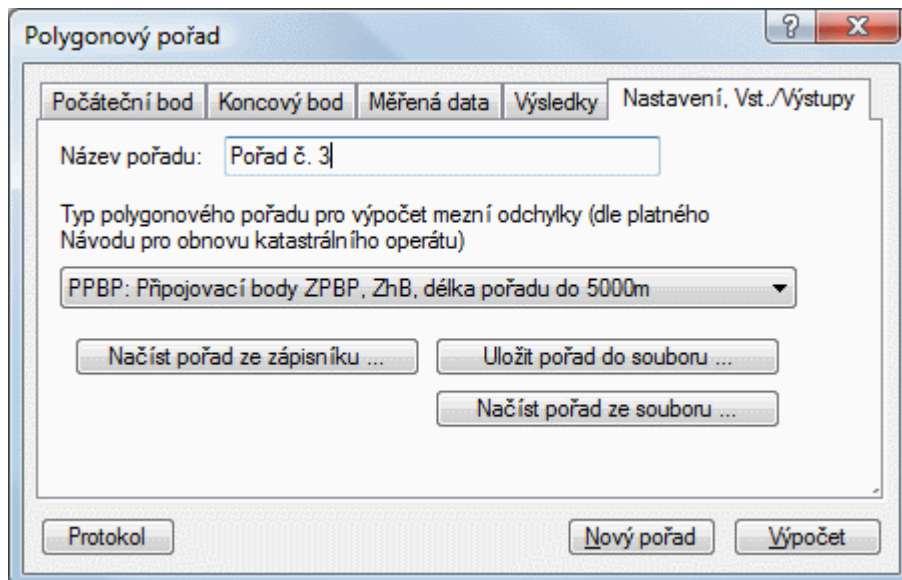 Polygonový pořad
?
X
Počáteční bod
Koncový bod
Měřená data
Výsledky
Nastavení, Vst./Výstupy
Název pořadu:
Pořad č. 3
Typ polygonového pořadu pro výpočet mezní odchylky (dle platného
Návodu pro obnovu katastrálního operátu)
PPBP: Připojovací body ZPBP, ZhB, délka pořadu do 5000m
Načíst pořad ze zápisníku ...
Uložit pořad do souboru ...
Načíst pořad ze souboru ...
Protokol
Nový pořad
Výpočet